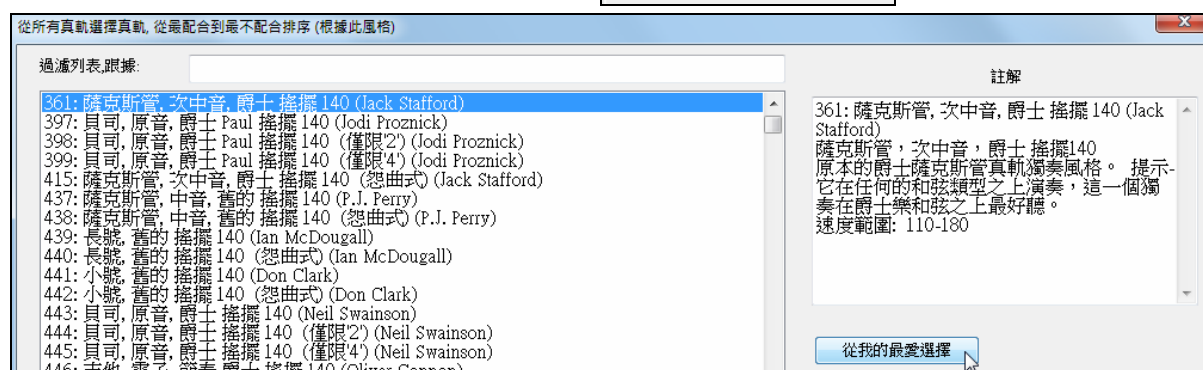 從所有真軌選擇真軌, 從最配合到最不配合排序 (根據此風格)
過濾列表,跟據:
361: 薩克斯管, 次中音, 爵士 搖擺 140 (Jack Stafford)
397: 貝司, 原音, 爵士 Paul 搖擺 140 (Jodi Proznick)
398: 貝司, 原音, 爵士 Paul 搖擺 140 (僅限'2') (Jodi Proznick)
399: 貝司, 原音, 爵士 Paul 搖擺 140 (僅限'4') (Jodi Proznick)
415: 薩克斯管, 次中音, 爵士 搖擺 140 (怨曲式) (Jack Stafford)
437: 薩克斯管, 中音, 舊的 搖擺 140 (P.J. Perry)
438: 薩克斯管, 中音, 舊的 搖擺 140 (怨曲式) (P.J. Perry)
439: 長號, 舊的 搖擺 140 (Ian McDougall)
440: 長號, 舊的 搖擺 140 (怨曲式) (Ian McDougall)
441: 小號, 舊的 搖擺 140 (Don Clark)
442: 小號, 舊的 搖擺 140 (怨曲式) (Don Clark)
443: 貝司, 原音, 爵士 搖擺 140 (Neil Swainson)
444: 貝司, 原音, 爵士 搖擺 140 (僅限'2') (Neil Swainson)
445: 貝司, 原音, 爵士 搖擺 140 (僅限'4') (Neil Swainson)
446: 吉他, 電子, 節奏 爵士 搖擺 140 (Oliver Gannon)
註解
361: 薩克斯管, 次中音, 爵士 搖擺 140 (Jack
Stafford)
薩克斯管，次中音，爵士 搖擺140
原本的爵士薩克斯管真軌獨奏風格。 提示-
它在任何的和弦類型之上演奏，這一個獨
奏在爵士樂和弦之上最好聽。
速度範圍: 110-180
從我的最愛選擇